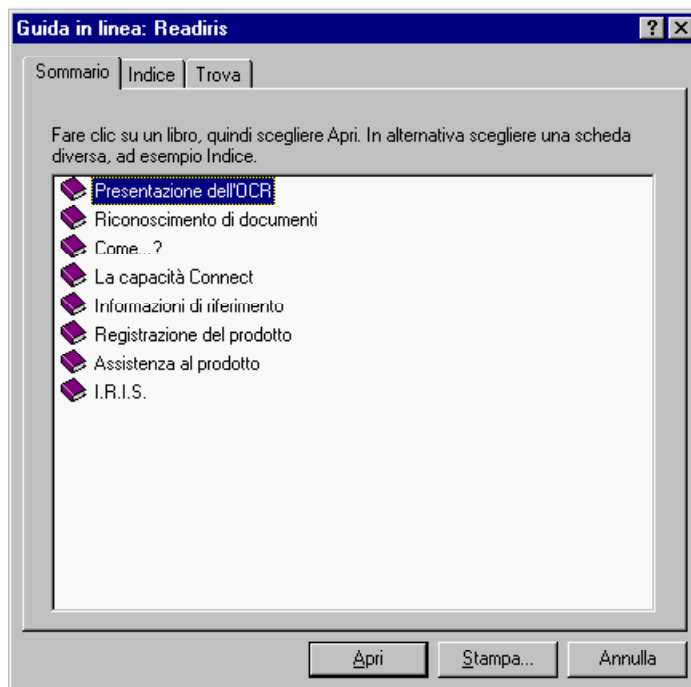 Guida in linea: Readiris
Sommario Indice Trova
Fare clic su un libro, quindi scegliere Apri. In alternativa scegliere una scheda
diversa, ad esempio Indice.
Presentazione dell'OCR
Riconoscimento di documenti
Come...?
La capacità Connect
Informazioni di riferimento
Registrazione del prodotto
Assistenza al prodotto
I.R.I.S.
Apri Stampa... Annulla